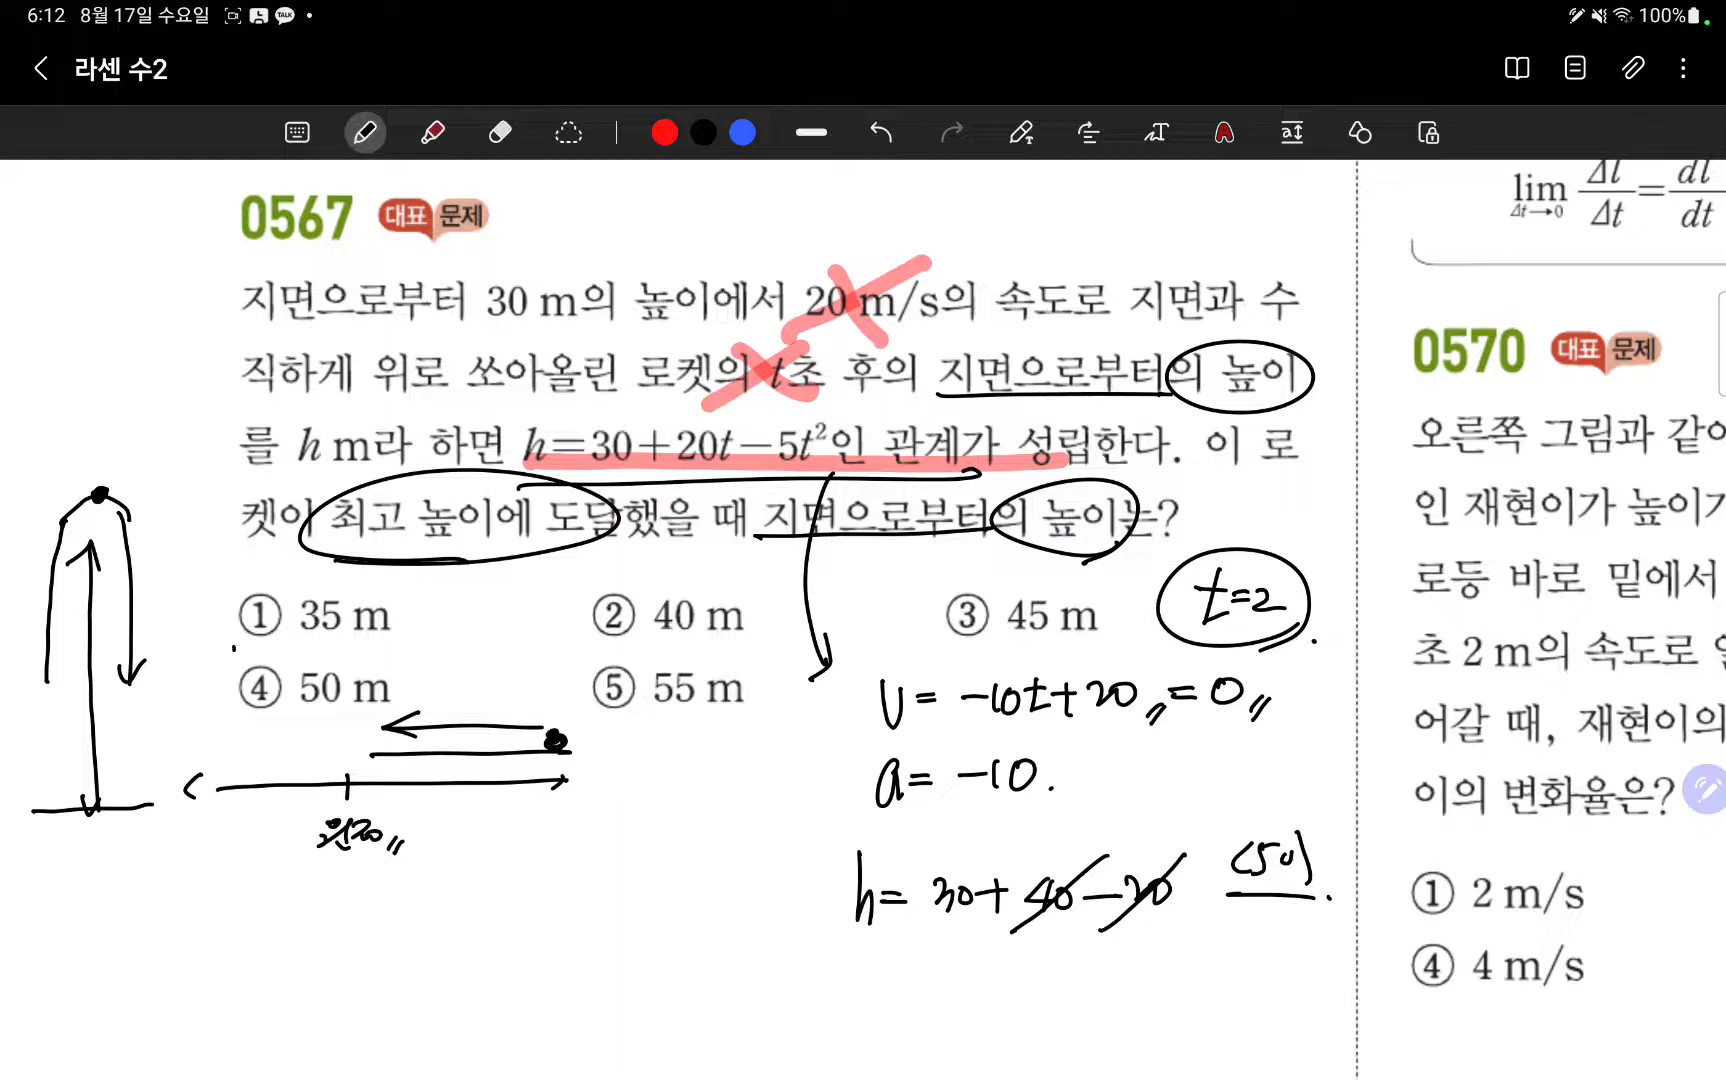 6:12 8월 17일 수요일 TALK 100%
라센 수2
0567 대표 문제
지면으로부터 30 m의 높이에서 20 m/s의 속도로 지면과 수
직하게 위로 쏘아올린 로켓의 t초 후의 지면으로부터의 높이
를 h m라 하면 h=30+20t-5t²인 관계가 성립한다. 이 로
켓이 최고 높이에 도달했을 때 지면으로부터의 높이는?
① 35 m ② 40 m ③ 45 m
④ 50 m ⑤ 55 m
t=2
V= -10t+20 = 0
a= -10.
h= 30+ 40-20 (50)
lim Δt→0 Δl/Δt = dl/dt
0570 대표 문제
오른쪽 그림과 같이
인 재현이가 높이가
로등 바로 밑에서
초 2 m의 속도로 일
어갈 때, 재현이의
이의 변화율은?
① 2 m/s
④ 4 m/s